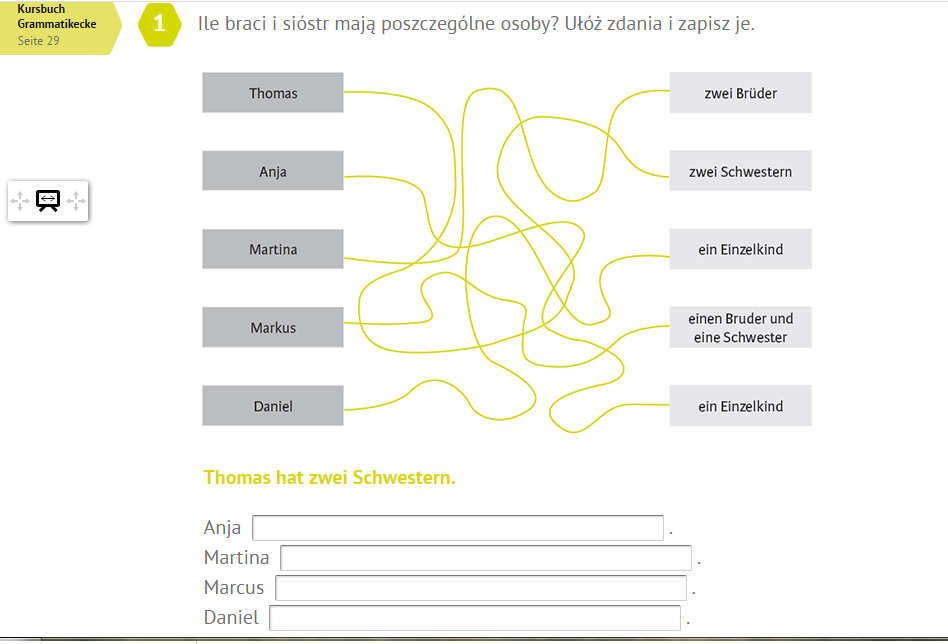 Kursbuch
Grammatikecke
Seite 29
1 Ile braci i sióstr mają poszczególne osoby? Ułóż zdania i zapisz je.
Thomas
zwei Brüder
Anja
zwei Schwestern
Martina
ein Einzelkind
Markus
einen Bruder und
eine Schwester
Daniel
ein Einzelkind
Thomas hat zwei Schwestern.
Anja .
Martina .
Marcus .
Daniel .